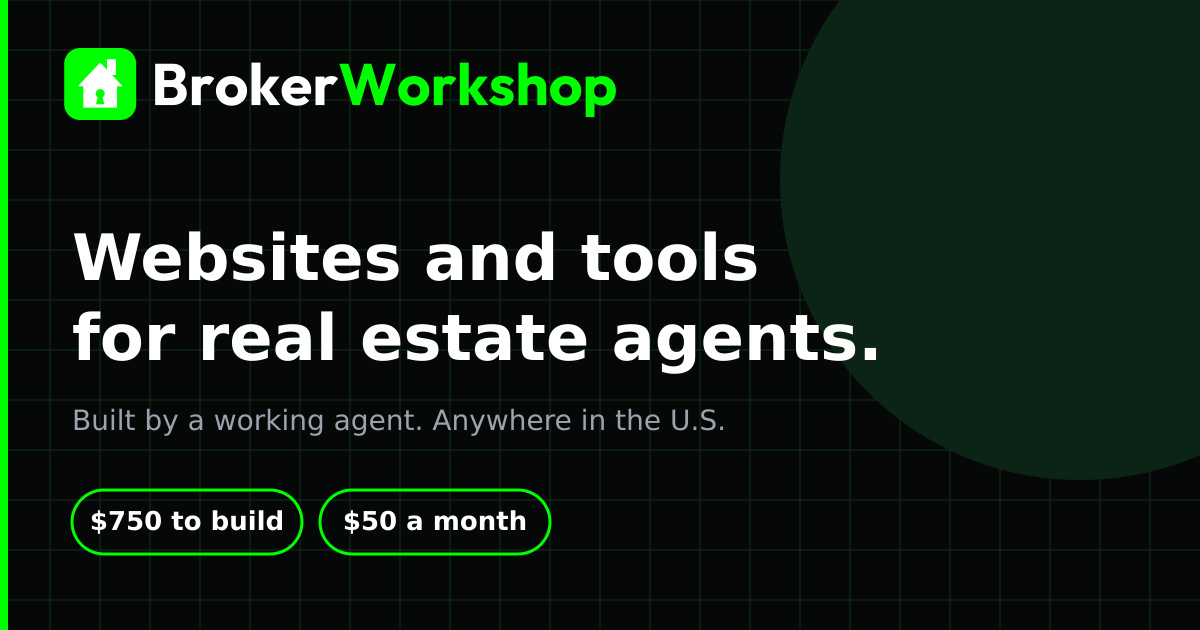 BrokerWorkshop
Websites and tools
for real estate agents.
Built by a working agent. Anywhere in the U.S.
$750 to build
$50 a month